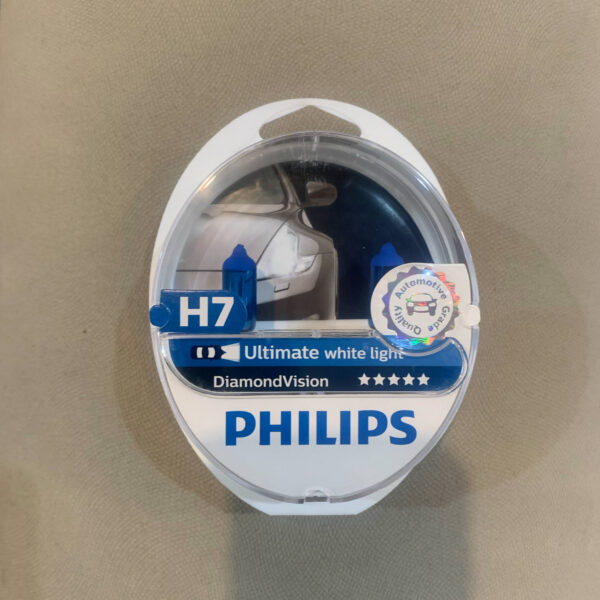 H7
Automotive Grade Quality
Ultimate white light
DiamondVision
PHILIPS